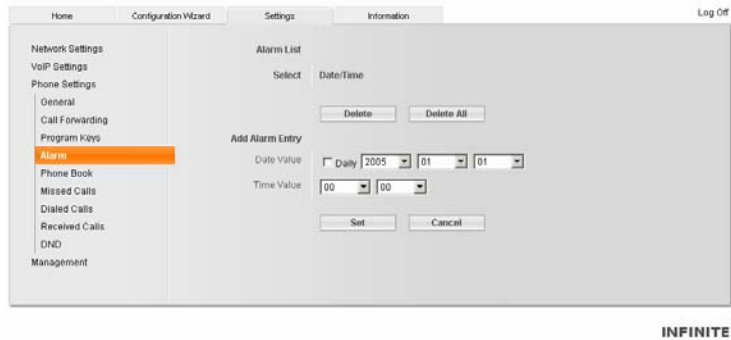 Home Configuration Wizard Settings Information Log Off
Network Settings
VoIP Settings
Phone Settings
General
Call Forwarding
Program Keys
Alarm
Phone Book
Missed Calls
Dialed Calls
Received Calls
DND
Management
Alarm List
Select Date/Time
Delete Delete All
Add Alarm Entry
Date Value Daily 2005 01 01
Time Value 00 00
Set Cancel
INFINITE